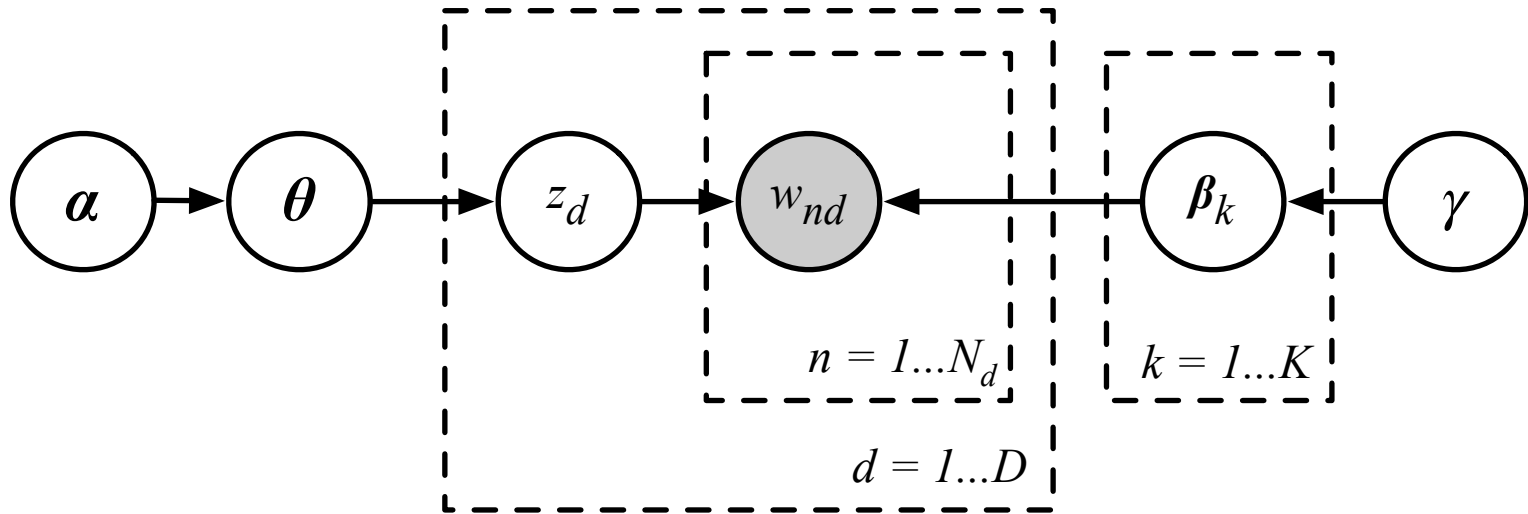 α θ z_d w_nd β_k γ
n = 1...N_d k = 1...K
d = 1...D